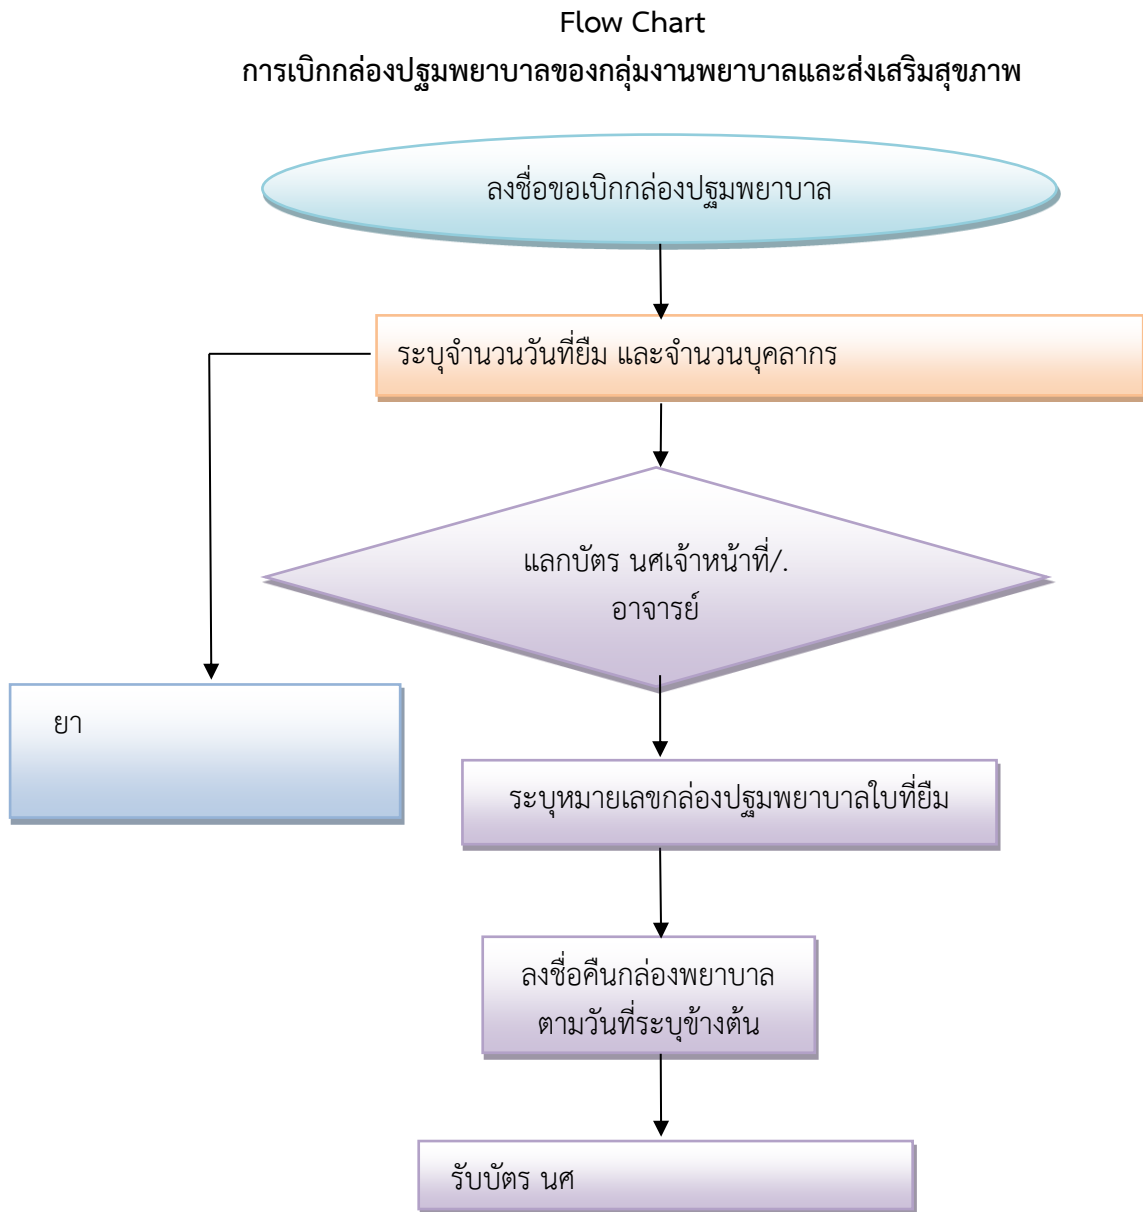 Flow Chart
การเบิกกล่องปฐมพยาบาลของกลุ่มงานพยาบาลและส่งเสริมสุขภาพ
ลงชื่อขอเบิกกล่องปฐมพยาบาล
ระบุจำนวนวันที่ยืม และจำนวนบุคลากร
แลกบัตร นศเจ้าหน้าที่/.
อาจารย์
ยา
ระบุหมายเลขกล่องปฐมพยาบาลใบที่ยืม
ลงชื่อคืนกล่องพยาบาล
ตามวันที่ระบุข้างต้น
รับบัตร นศ